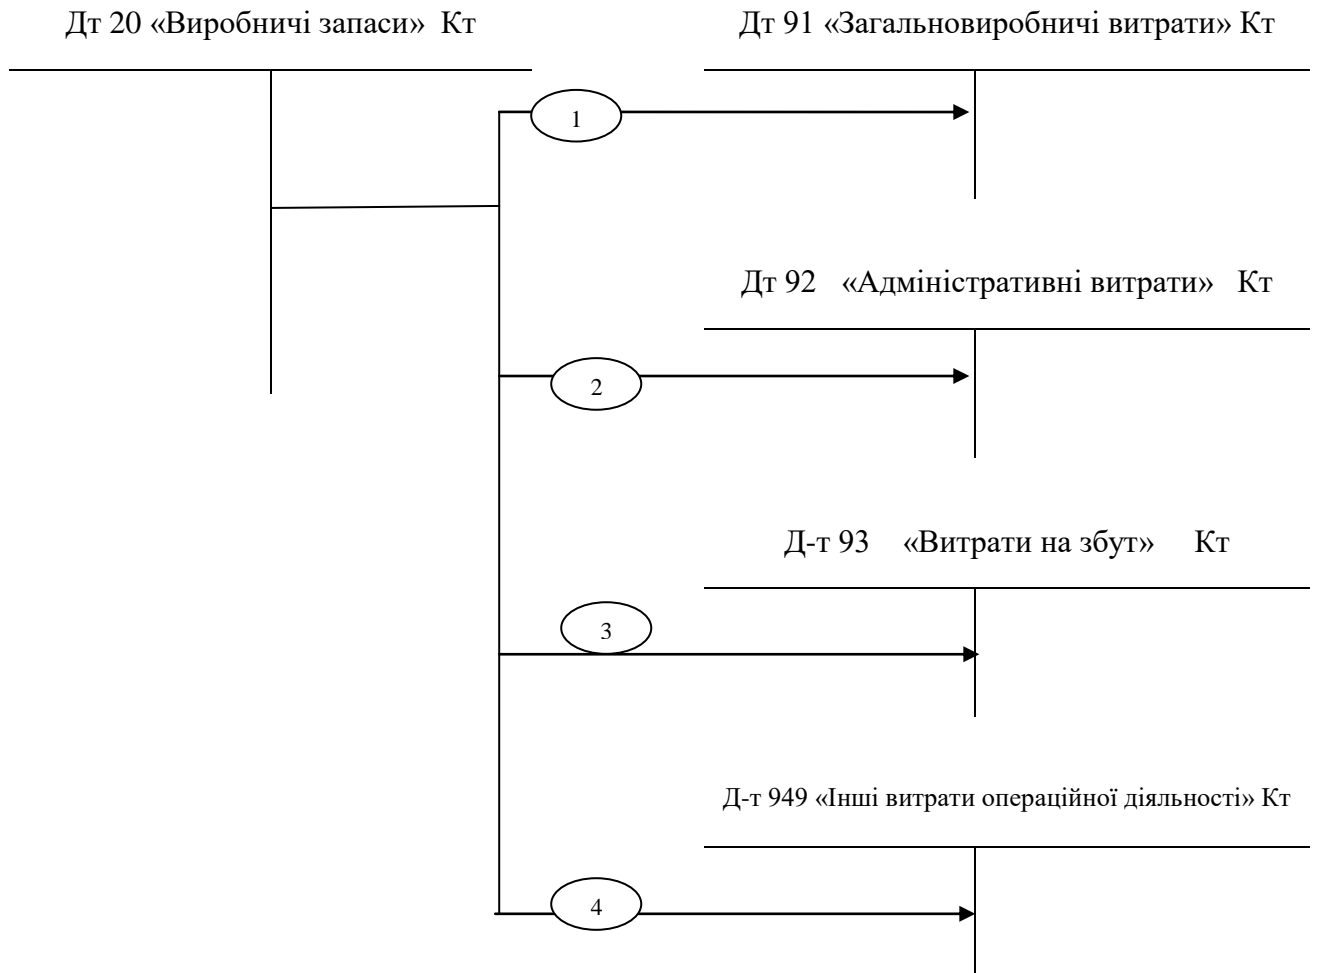 Дт 20 «Виробничі запаси» Кт
Дт 91 «Загальновиробничі витрати» Кт
1
Дт 92 «Адміністративні витрати» Кт
2
Д-т 93 «Витрати на збут» Кт
3
Д-т 949 «Інші витрати операційної діяльності» Кт
4